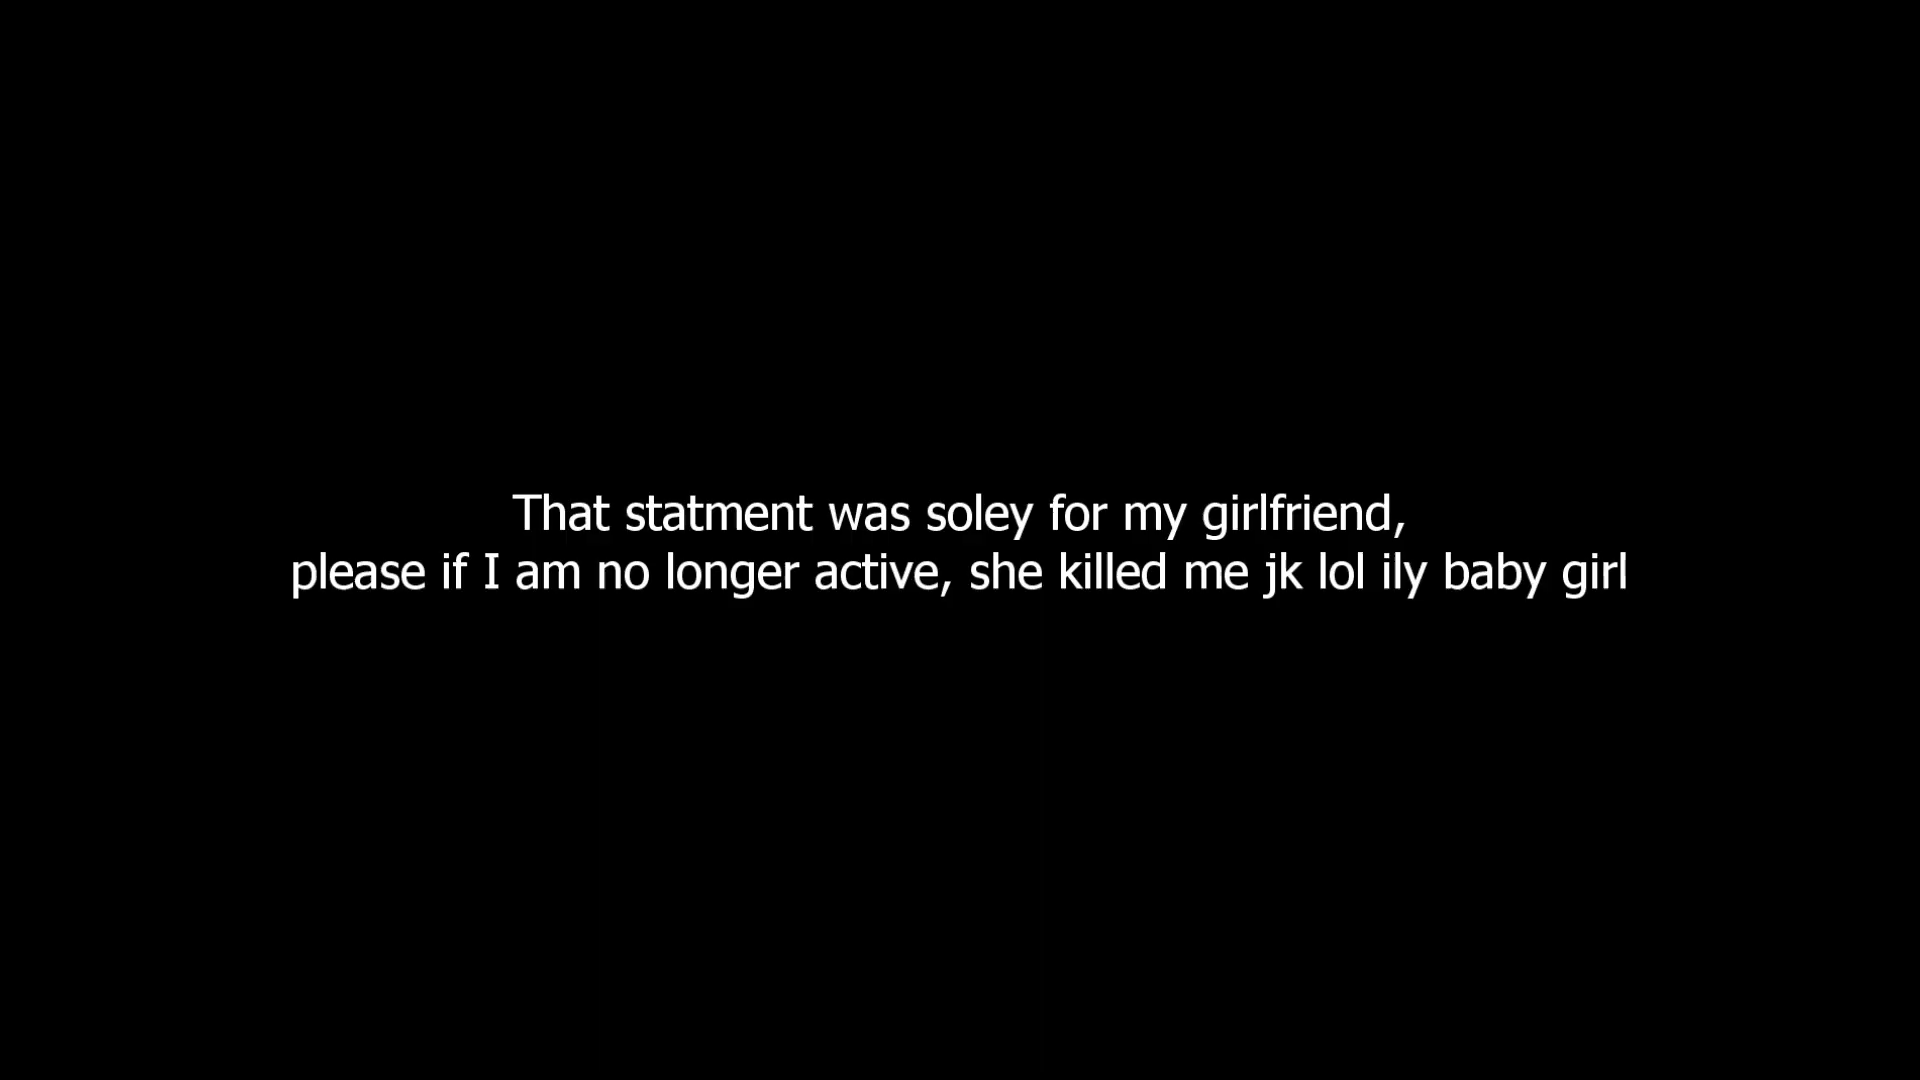 That statment was soley for my girlfriend,
please if I am no longer active, she killed me jk lol ily baby girl